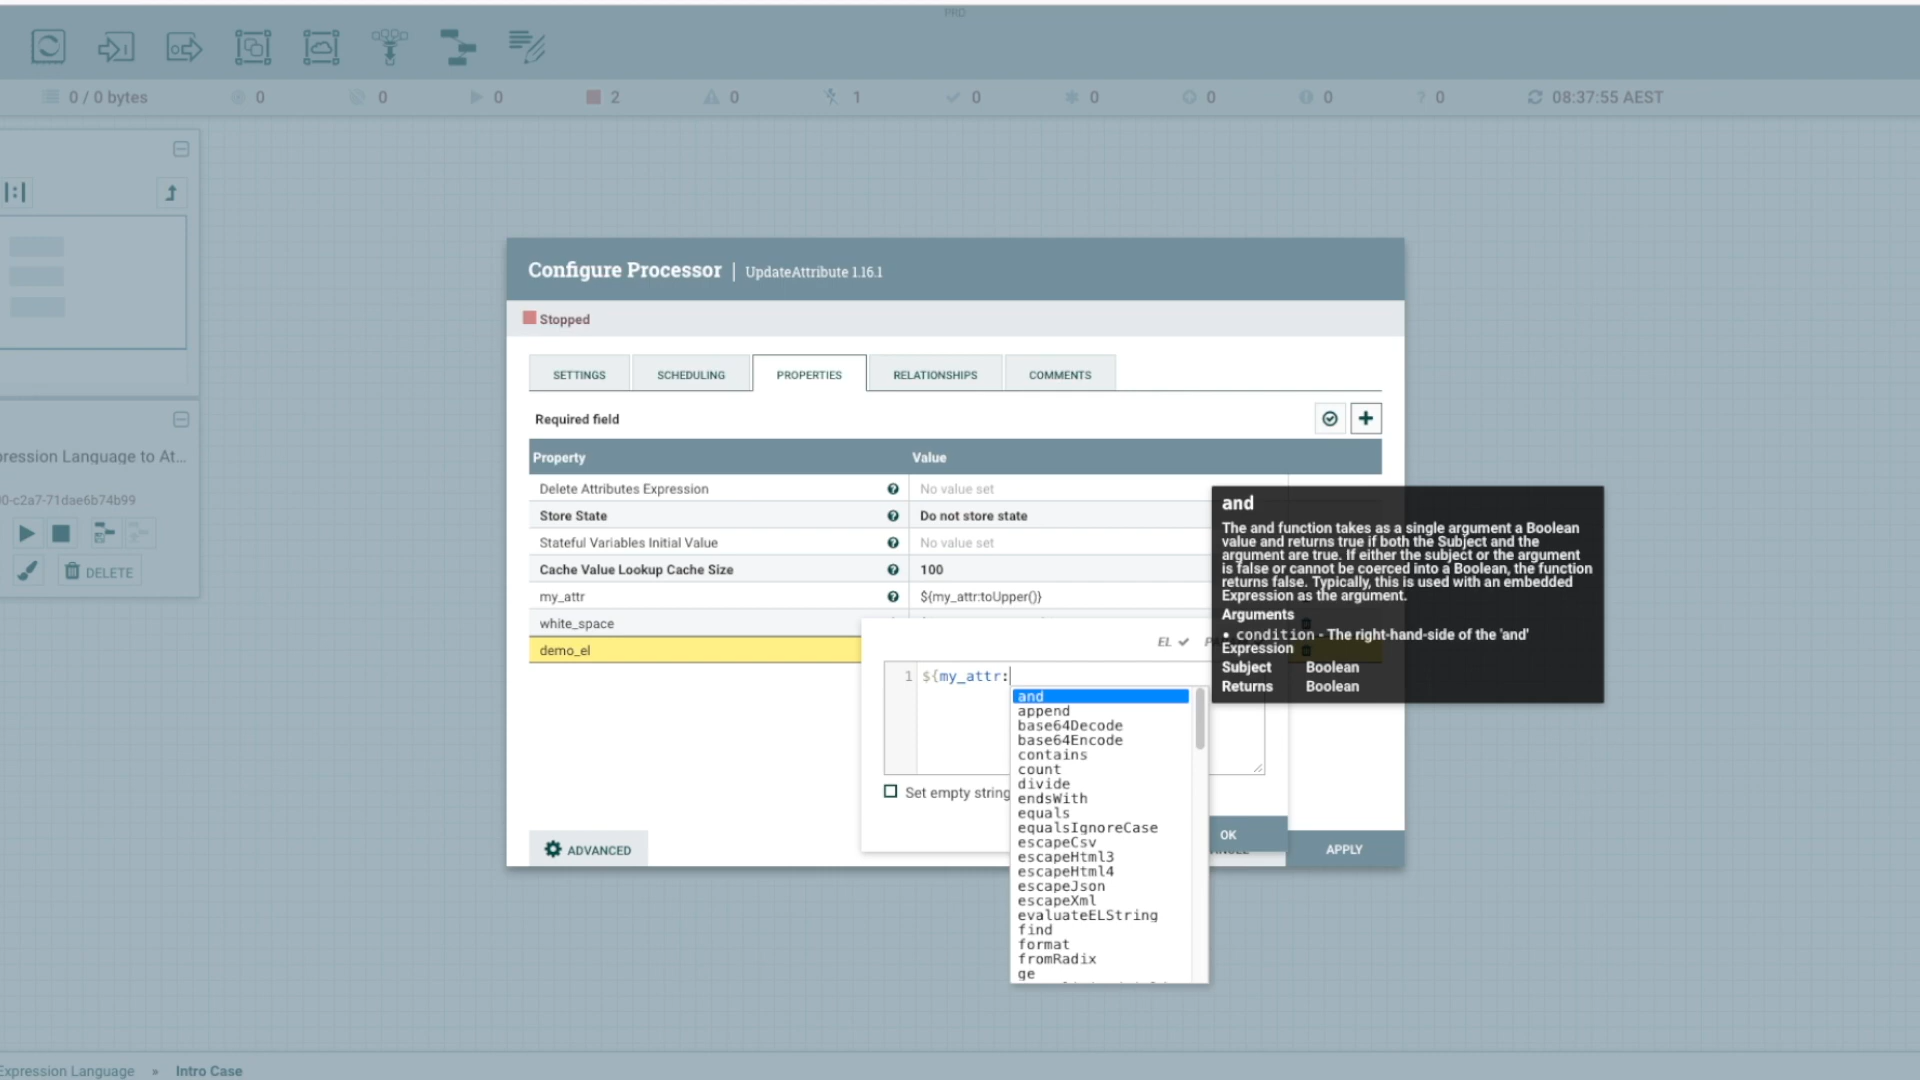 PRD
0 / 0 bytes 0 0 0 2 0 1 0 0 0 0 ? 0 08:37:55 AEST
pression Language to At...
0-c2a7-71dae6b74b99
DELETE
Configure Processor | UpdateAttribute 1.16.1
Stopped
SETTINGS SCHEDULING PROPERTIES RELATIONSHIPS COMMENTS
Required field
Property Value
Delete Attributes Expression No value set
Store State Do not store state
Stateful Variables Initial Value No value set
Cache Value Lookup Cache Size 100
my_attr ${my_attr:toUpper()}
white_space
demo_el
EL
1 ${my_attr:
and
append
base64Decode
base64Encode
contains
count
divide
endsWith
equals
equalsIgnoreCase
escapeCsv
escapeHtml3
escapeHtml4
escapeJson
escapeXml
evaluateELString
find
format
fromRadix
ge
Set empty string
OK
ADVANCED
APPLY
and
The and function takes as a single argument a Boolean
value and returns true if both the Subject and the
argument are true. If either the subject or the argument
is false or cannot be coerced into a Boolean, the function
returns false. Typically, this is used with an embedded
Expression as the argument.
Arguments
• condition - The right-hand-side of the 'and'
Expression
Subject Boolean
Returns Boolean
Expression Language » Intro Case